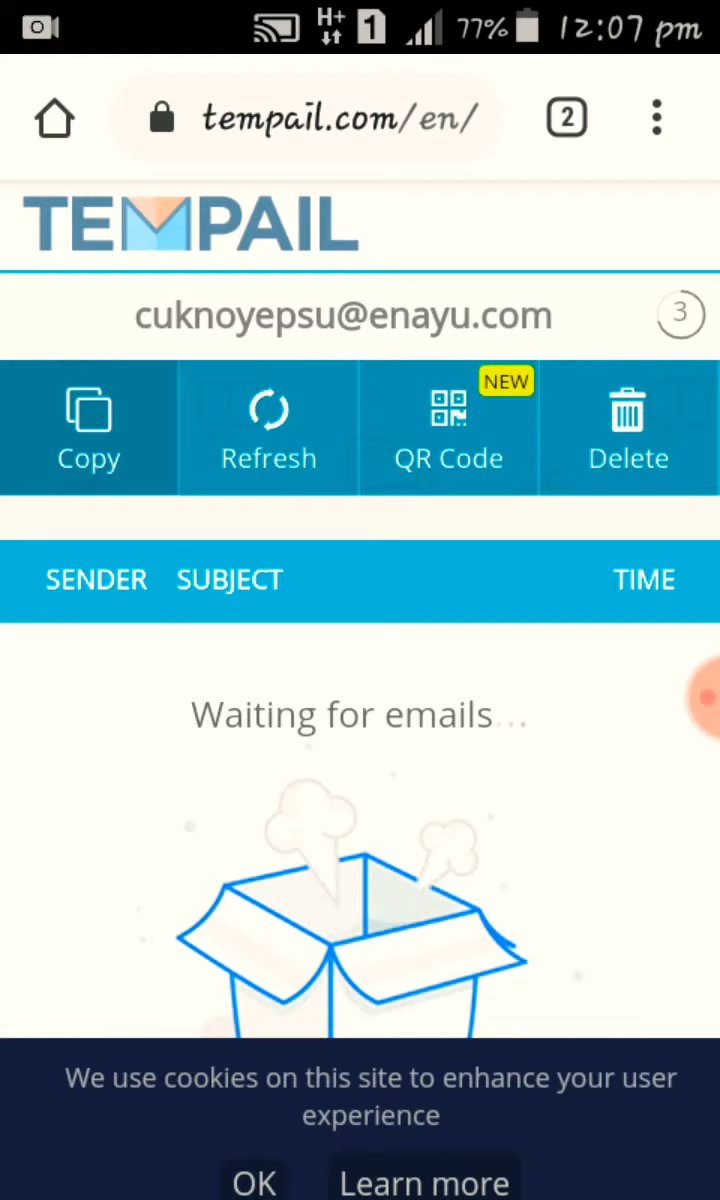 H+ 1 77% 12:07 pm
tempail.com/en/ 2
TEMPAIL
cuknoyepsu@enayu.com 3
NEW
Copy Refresh QR Code Delete
SENDER SUBJECT TIME
Waiting for emails...
We use cookies on this site to enhance your user
experience
OK Learn more